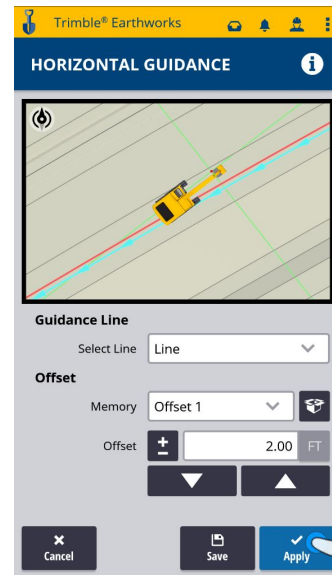 Trimble® Earthworks
HORIZONTAL GUIDANCE
Guidance Line
Select Line Line
Offset
Memory Offset 1
Offset 2.00 FT
Cancel Save Apply